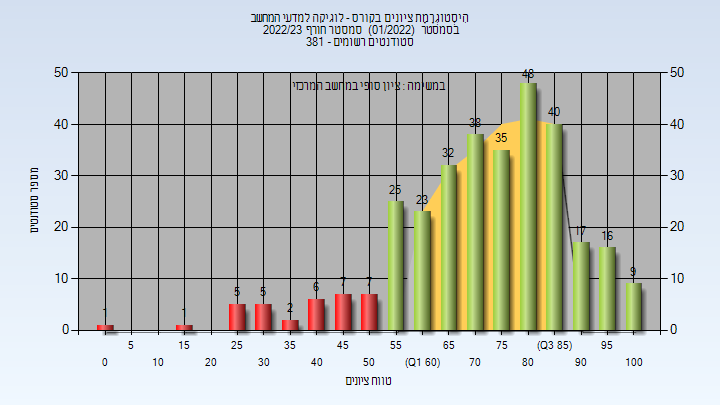 היסטוגרמת ציונים בקורס - לוגיקה למדעי המחשב
בסמסטר (01/2022) סמסטר חורף 2022/23
סטודנטים רשומים - 381
במשימה : ציון סופי במחשב המרכזי
50 50
40 40
30 30
20 20
10 10
0 0
מספר סטודנטים
1 1 5 5 2 6 7 7 25 23 32 38 35 48 40 17 16 9
5 15 25 35 45 55 65 75 (Q3 85) 95
0 10 20 30 40 50 (Q1 60) 70 80 90 100
טווח ציונים